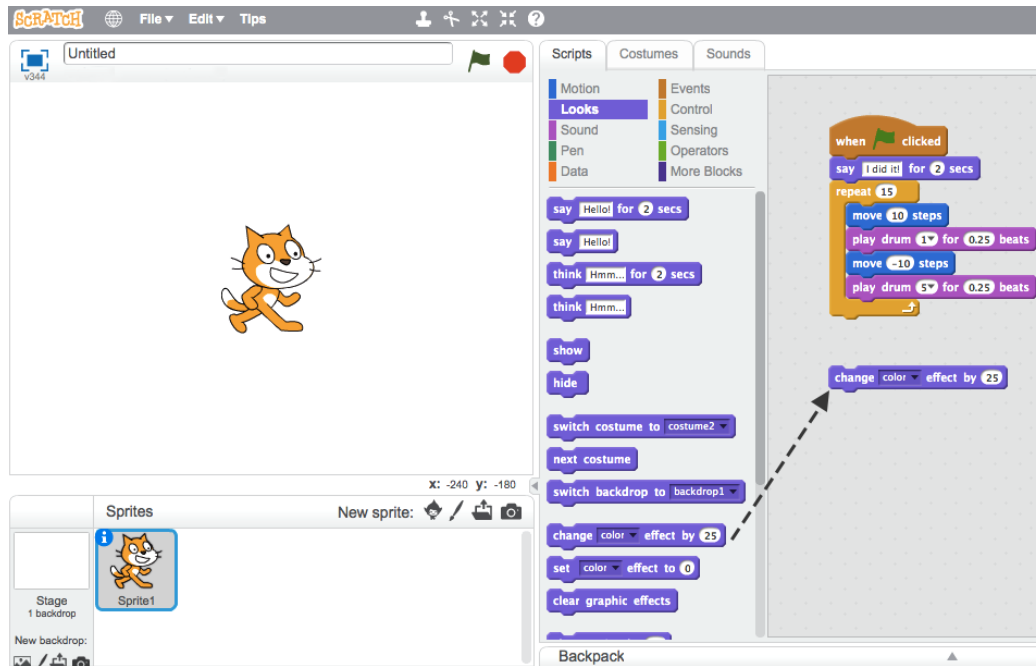 SCRATCH File Edit Tips
Untitled
v344
Scripts Costumes Sounds
Motion Events
Looks Control
Sound Sensing
Pen Operators
Data More Blocks
say Hello! for 2 secs
say Hello!
think Hmm... for 2 secs
think Hmm...
show
hide
switch costume to costume2
next costume
switch backdrop to backdrop1
change color effect by 25
set color effect to 0
clear graphic effects
when clicked
say I did it! for 2 secs
repeat 15
move 10 steps
play drum 1 for 0.25 beats
move -10 steps
play drum 5 for 0.25 beats
change color effect by 25
x: -240 y: -180
Sprites New sprite:
Stage
1 backdrop
New backdrop:
Sprite1
Backpack